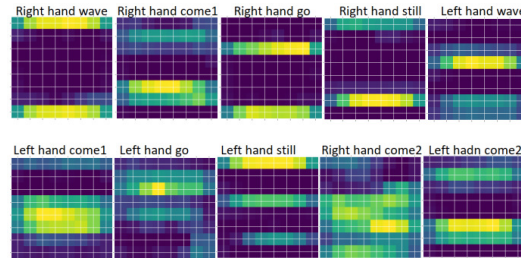 Right hand wave Right hand come1 Right hand go Right hand still Left hand wave
Left hand come1 Left hand go Left hand still Right hand come2 Left hadn come2